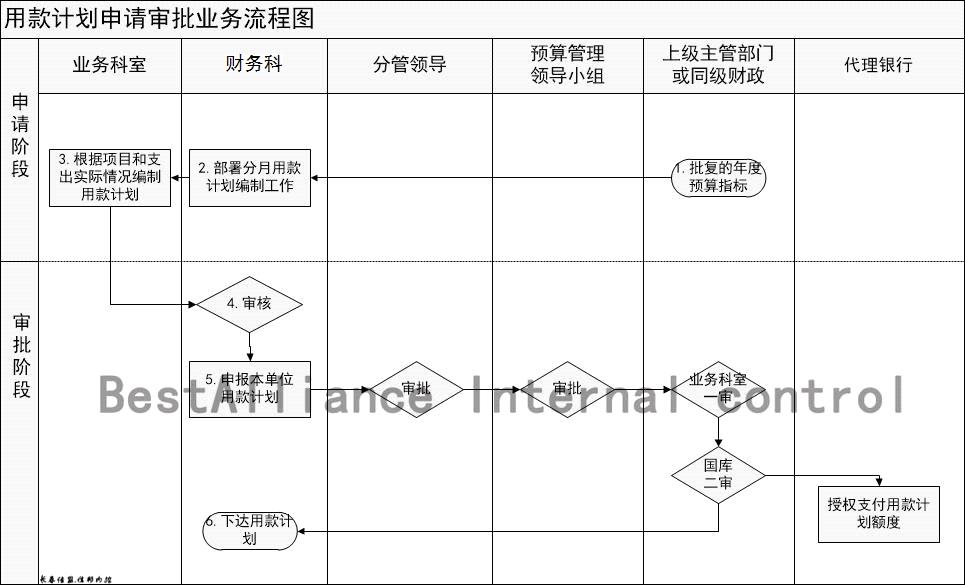 用款计划申请审批业务流程图
业务科室
财务科
分管领导
预算管理
领导小组
上级主管部门
或同级财政
代理银行
申请阶段
3. 根据项目和支
出实际情况编制
用款计划
2. 部署分月用款
计划编制工作
1. 批复的年度
预算指标
审批阶段
4. 审核
5. 申报本单位
用款计划
审批
审批
业务科室
一审
BestAlliance Internal control
国库
二审
授权支付用款计
划额度
6. 下达用款计
划